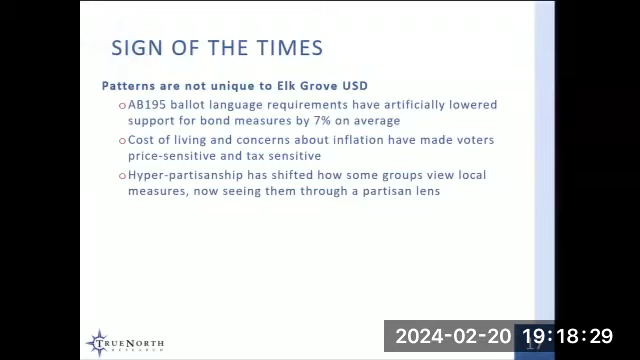 SIGN OF THE TIMES
Patterns are not unique to Elk Grove USD
AB195 ballot language requirements have artificially lowered
support for bond measures by 7% on average
Cost of living and concerns about inflation have made voters
price-sensitive and tax sensitive
Hyper-partisanship has shifted how some groups view local
measures, now seeing them through a partisan lens
TRUENORTH
RESEARCH
2024-02-20 19:18:29